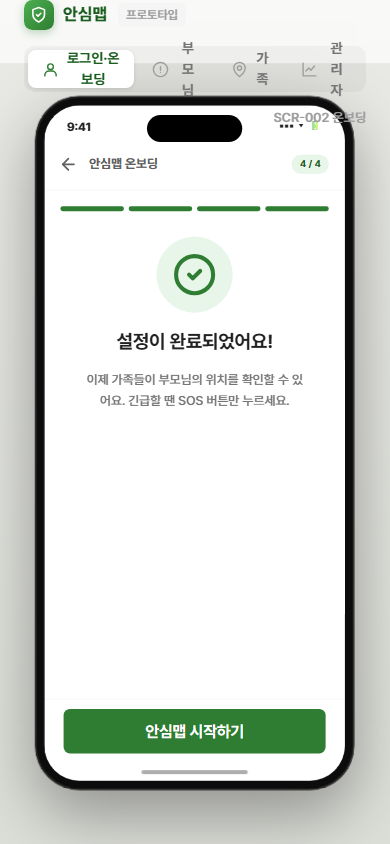 안심맵 프로토타입
로그인·온
보딩
부
모
님
가
족
관
리
자
SCR-002 온보딩
9:41
안심맵 온보딩
4 / 4
설정이 완료되었어요!
이제 가족들이 부모님의 위치를 확인할 수 있
어요. 긴급할 땐 SOS 버튼만 누르세요.
안심맵 시작하기